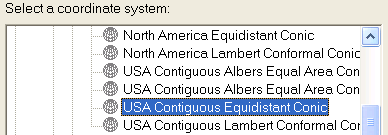 Select a coordinate system:
North America Equidistant Conic
North America Lambert Conformal Conic
USA Contiguous Albers Equal Area Con
USA Contiguous Albers Equal Area Con
USA Contiguous Equidistant Conic
USA Contiguous Lambert Conformal Con